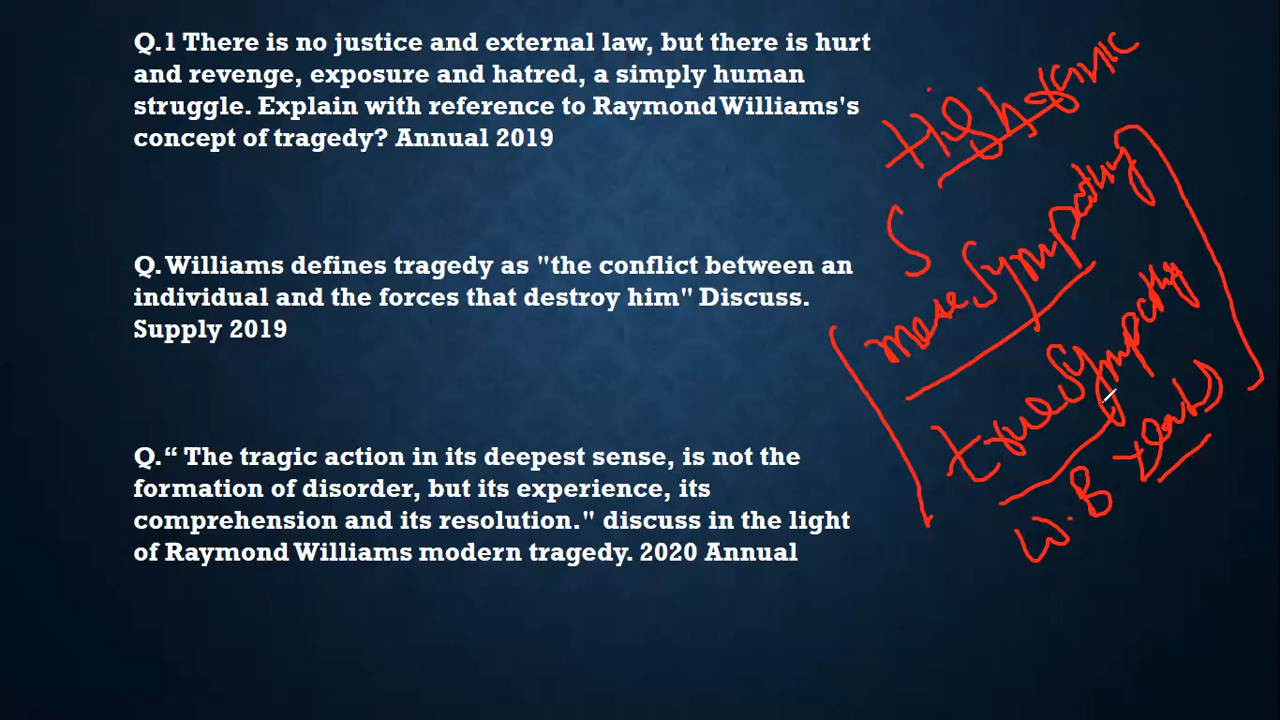 Q.1 There is no justice and external law, but there is hurt
and revenge, exposure and hatred, a simply human
struggle. Explain with reference to Raymond Williams's
concept of tragedy? Annual 2019
Q. Williams defines tragedy as "the conflict between an
individual and the forces that destroy him" Discuss.
Supply 2019
Q.“ The tragic action in its deepest sense, is not the
formation of disorder, but its experience, its
comprehension and its resolution." discuss in the light
of Raymond Williams modern tragedy. 2020 Annual
S
Sympathy
true Sympathy
W.B Yeats